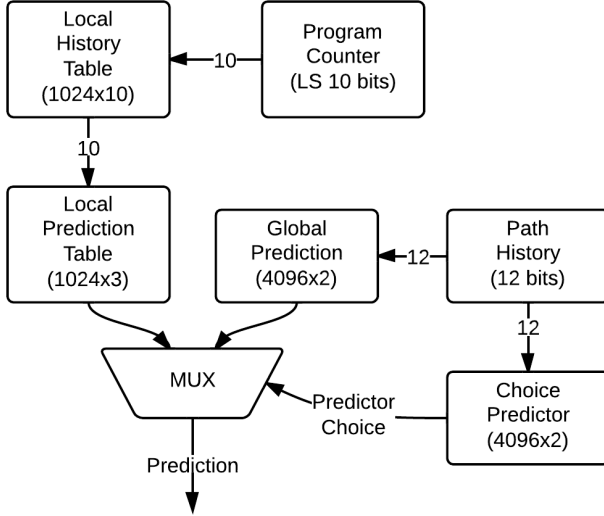 Local
History
Table
(1024x10)
10
Program
Counter
(LS 10 bits)
10
Local
Prediction
Table
(1024x3)
Global
Prediction
(4096x2)
12
Path
History
(12 bits)
12
MUX
Predictor
Choice
Choice
Predictor
(4096x2)
Prediction